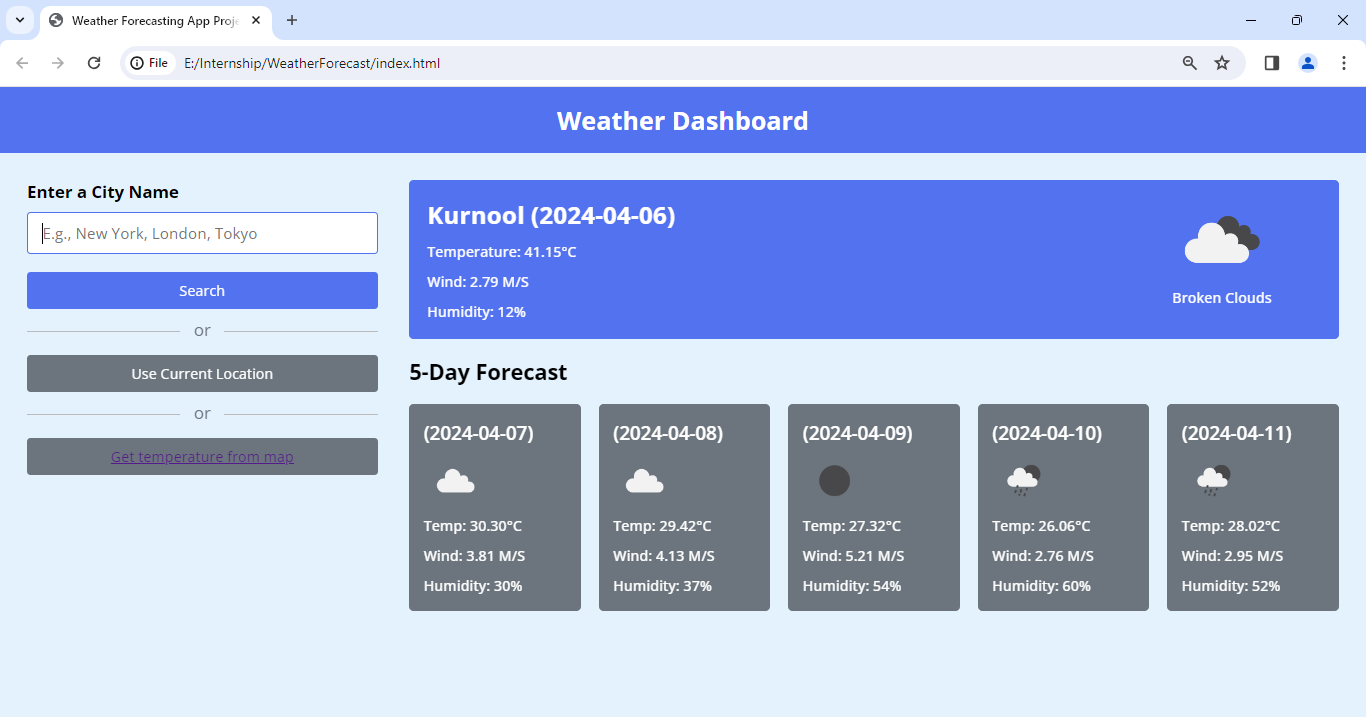 Weather Forecasting App Proje
File
E:/Internship/WeatherForecast/index.html
Weather Dashboard
Enter a City Name
E.g., New York, London, Tokyo
Search
or
Use Current Location
or
Get temperature from map
Kurnool (2024-04-06)
Temperature: 41.15°C
Wind: 2.79 M/S
Humidity: 12%
Broken Clouds
5-Day Forecast
(2024-04-07)
Temp: 30.30°C
Wind: 3.81 M/S
Humidity: 30%
(2024-04-08)
Temp: 29.42°C
Wind: 4.13 M/S
Humidity: 37%
(2024-04-09)
Temp: 27.32°C
Wind: 5.21 M/S
Humidity: 54%
(2024-04-10)
Temp: 26.06°C
Wind: 2.76 M/S
Humidity: 60%
(2024-04-11)
Temp: 28.02°C
Wind: 2.95 M/S
Humidity: 52%